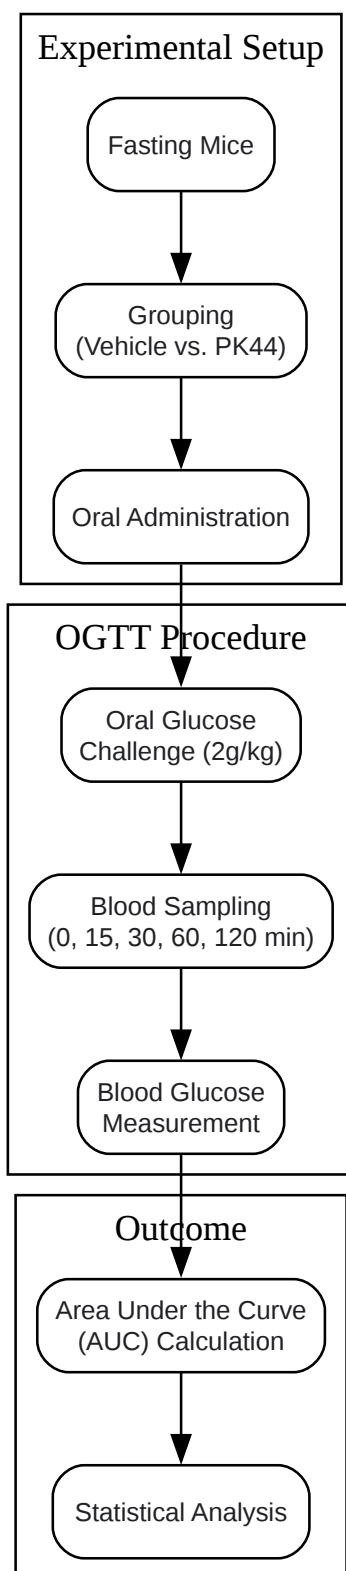 Experimental Setup
Fasting Mice
Grouping
(Vehicle vs. PK44)
Oral Administration
OGTT Procedure
Oral Glucose
Challenge (2g/kg)
Blood Sampling
(0, 15, 30, 60, 120 min)
Blood Glucose
Measurement
Outcome
Area Under the Curve
(AUC) Calculation
Statistical Analysis